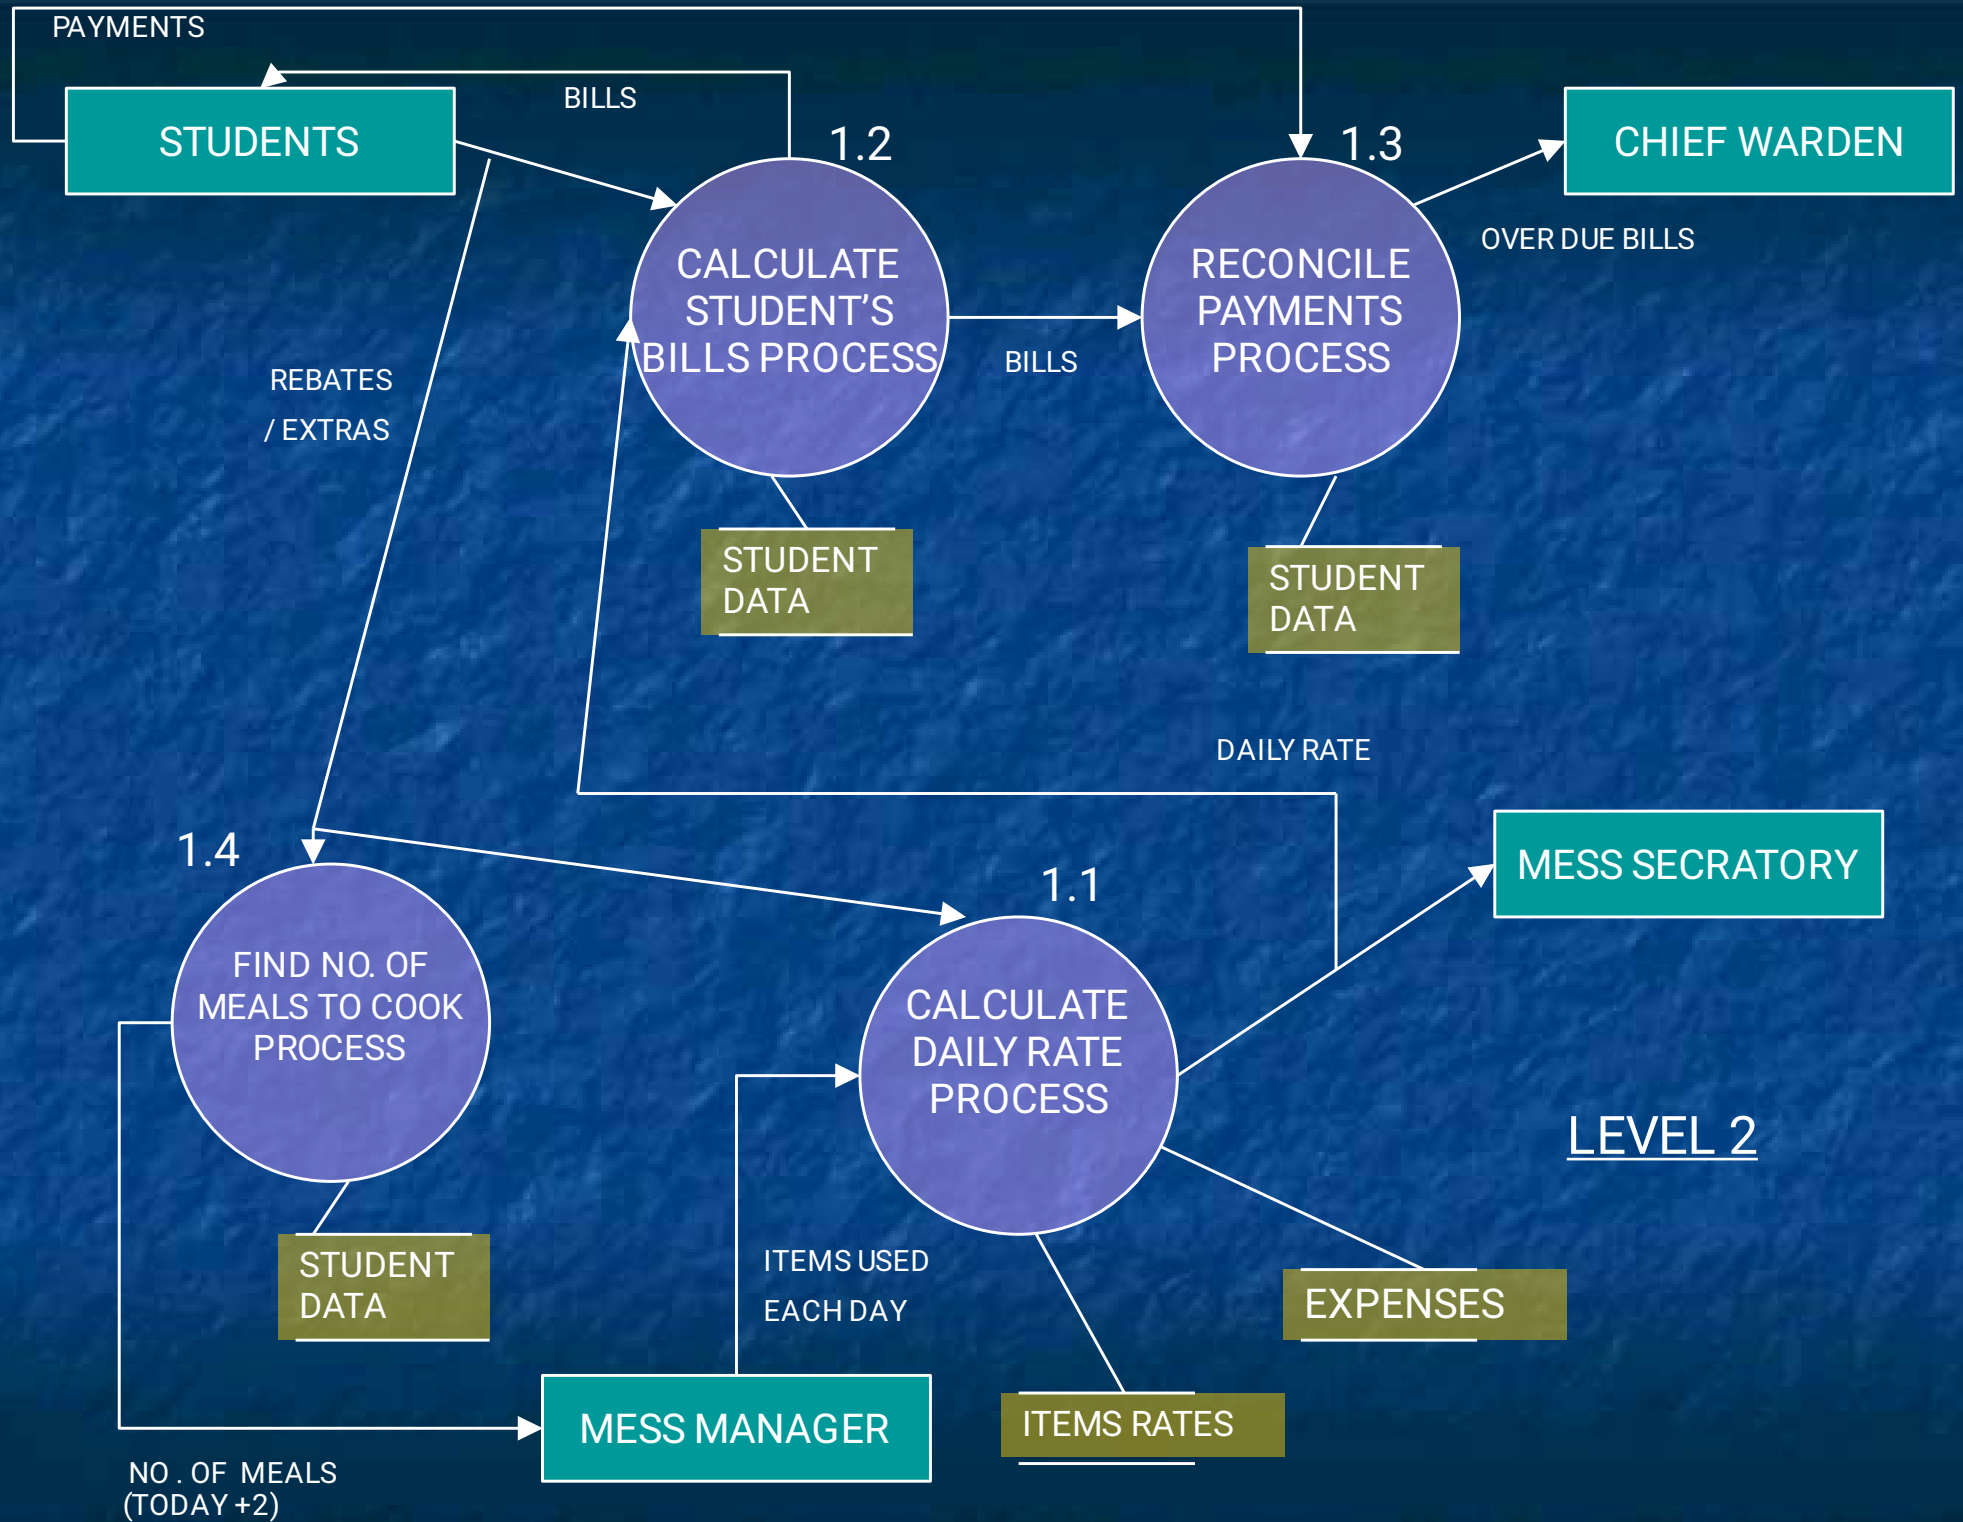 PAYMENTS
BILLS
STUDENTS
1.2
1.3
CHIEF WARDEN
OVER DUE BILLS
CALCULATE
STUDENT’S
BILLS PROCESS
RECONCILE
PAYMENTS
PROCESS
BILLS
REBATES
/ EXTRAS
STUDENT
DATA
STUDENT
DATA
DAILY RATE
1.4
1.1
MESS SECRATORY
FIND NO. OF
MEALS TO COOK
PROCESS
CALCULATE
DAILY RATE
PROCESS
LEVEL 2
STUDENT
DATA
ITEMS USED
EACH DAY
EXPENSES
MESS MANAGER
ITEMS RATES
NO . OF MEALS
(TODAY +2)